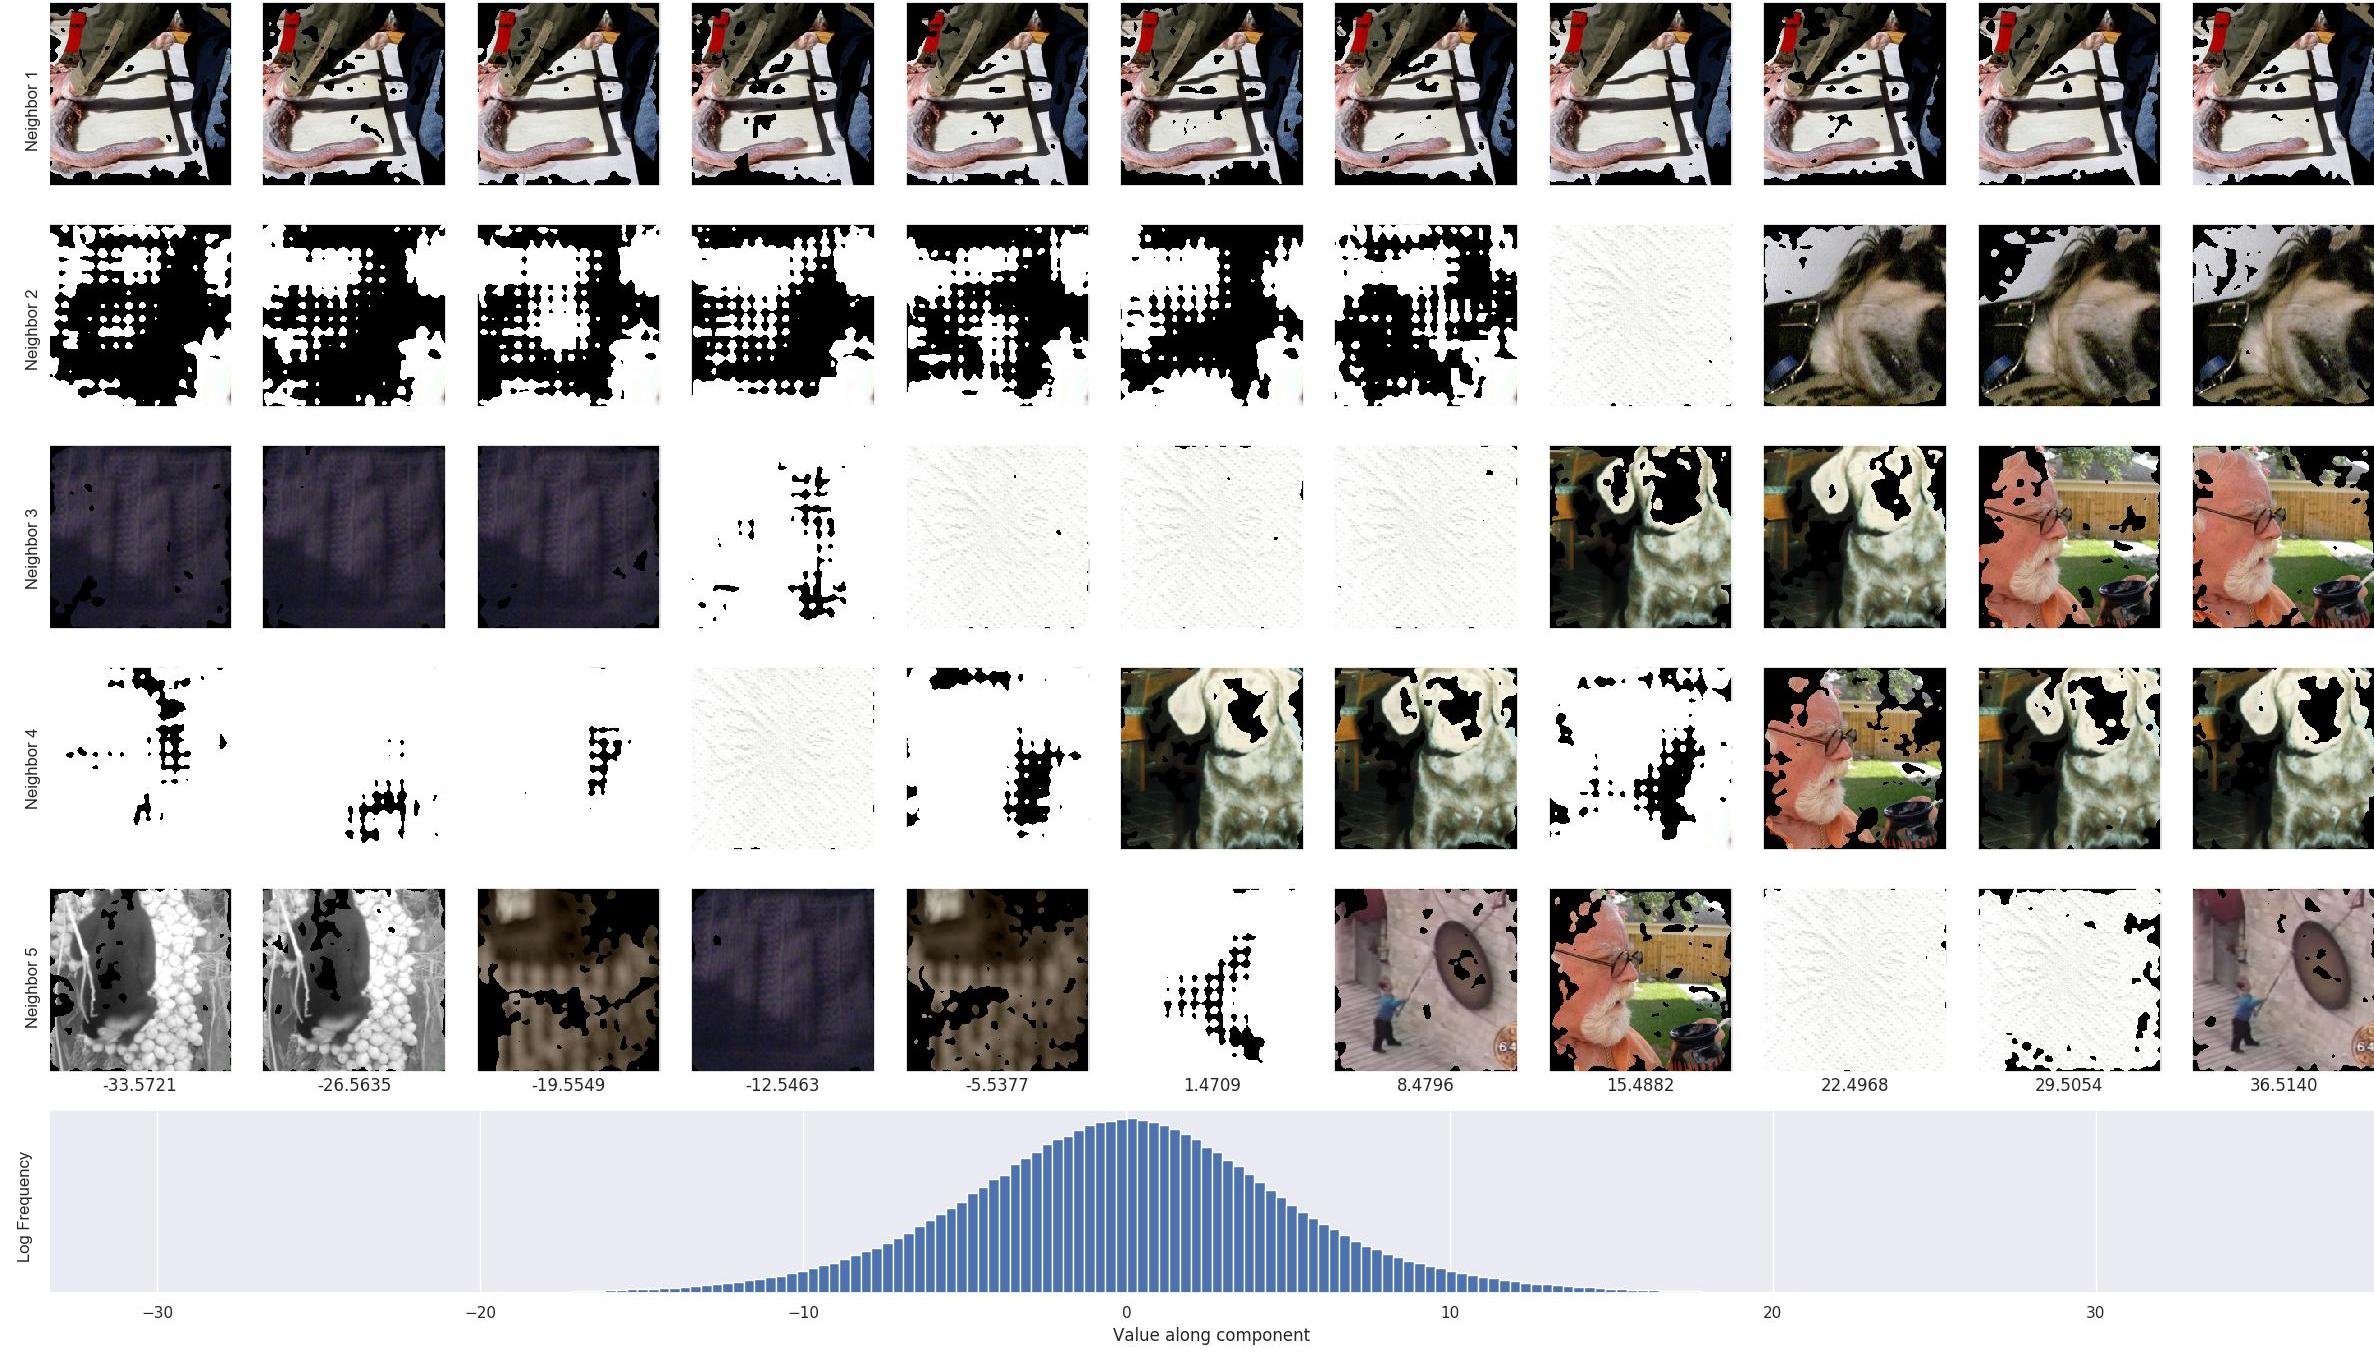 Neighbor 1
Neighbor 2
Neighbor 3
Neighbor 4
Neighbor 5
64
64
-33.5721 -26.5635 -19.5549 -12.5463 -5.5377 1.4709 8.4796 15.4882 22.4968 29.5054 36.5140
Log Frequency
−30 −20 −10 0 10 20 30
Value along component